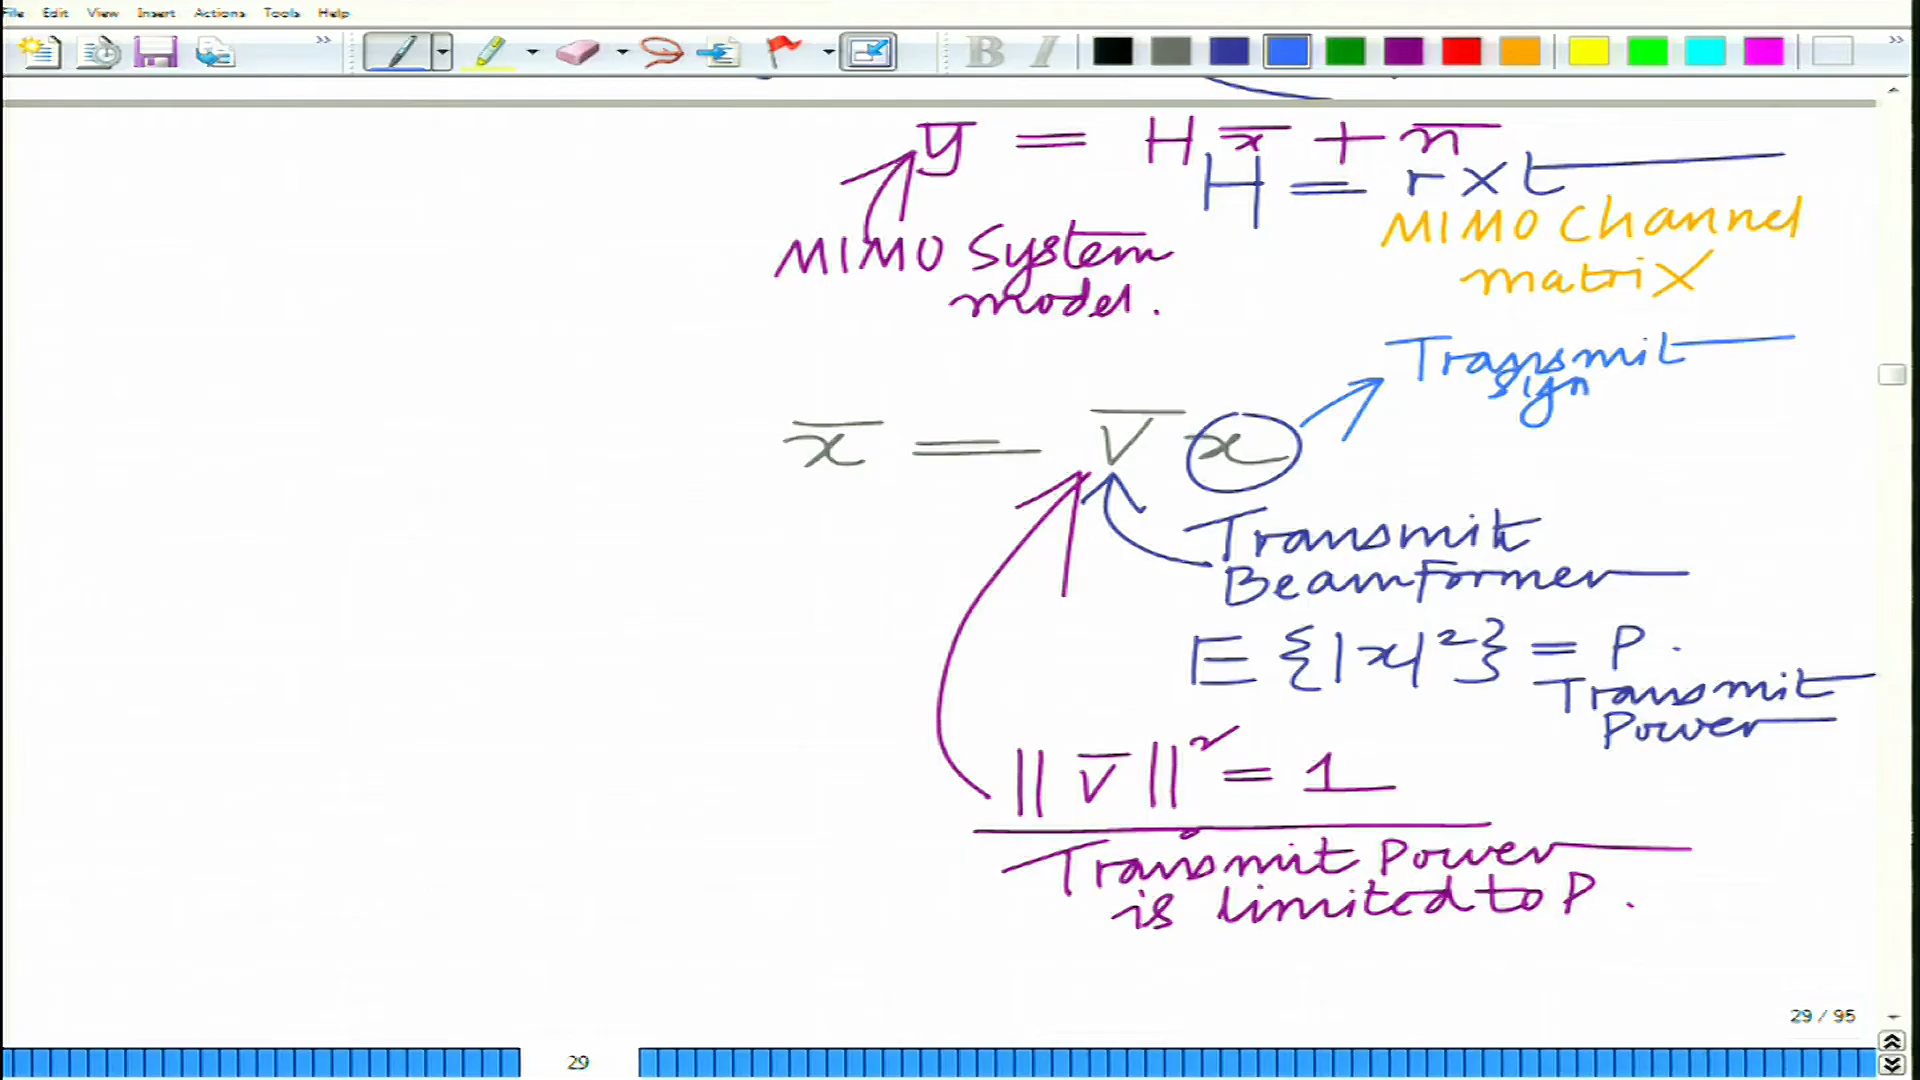 File Edit View Insert Actions Tools Help
B I
y̅ = H x̅ + n̅
H = r × t
MIMO System model.
MIMO Channel matrix
Transmit sym
x̅ = v̅ x
Transmit Beamformer
E {|x|²} = P.
Transmit Power
||v̅||² = 1
Transmit Power
is limited to P.
29 / 95
29